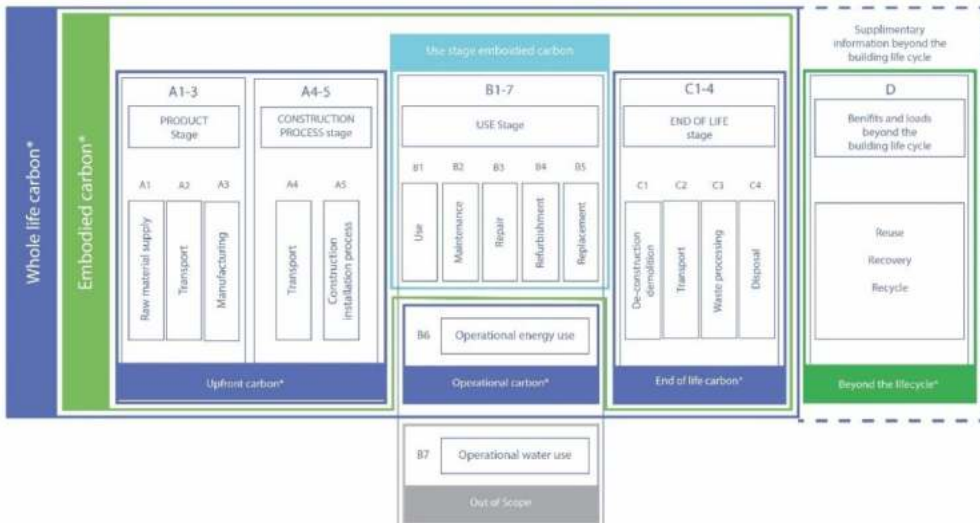 Whole life carbon*
Embodied carbon*
Use stage emboidied carbon
Supplimentary
information beyond the
building life cycle
A1-3
PRODUCT
Stage
A4-5
CONSTRUCTION
PROCESS stage
B1-7
USE Stage
C1-4
END OF LIFE
stage
D
Benifits and loads
beyond the
building life cycle
A1
A2
A3
Raw material supply
Transport
Manufacturing
A4
A5
Transport
Construction
installation process
B1
B2
B3
B4
B5
Use
Maintenance
Repair
Refurbishment
Replacement
C1
C2
C3
C4
De-construction
demolition
Transport
Waste processing
Disposal
Reuse
Recovery
Recycle
B6
Operational energy use
Upfront carbon*
Operational carbon*
End of life carbon*
Beyond the lifecycle*
B7
Operational water use
Out of Scope